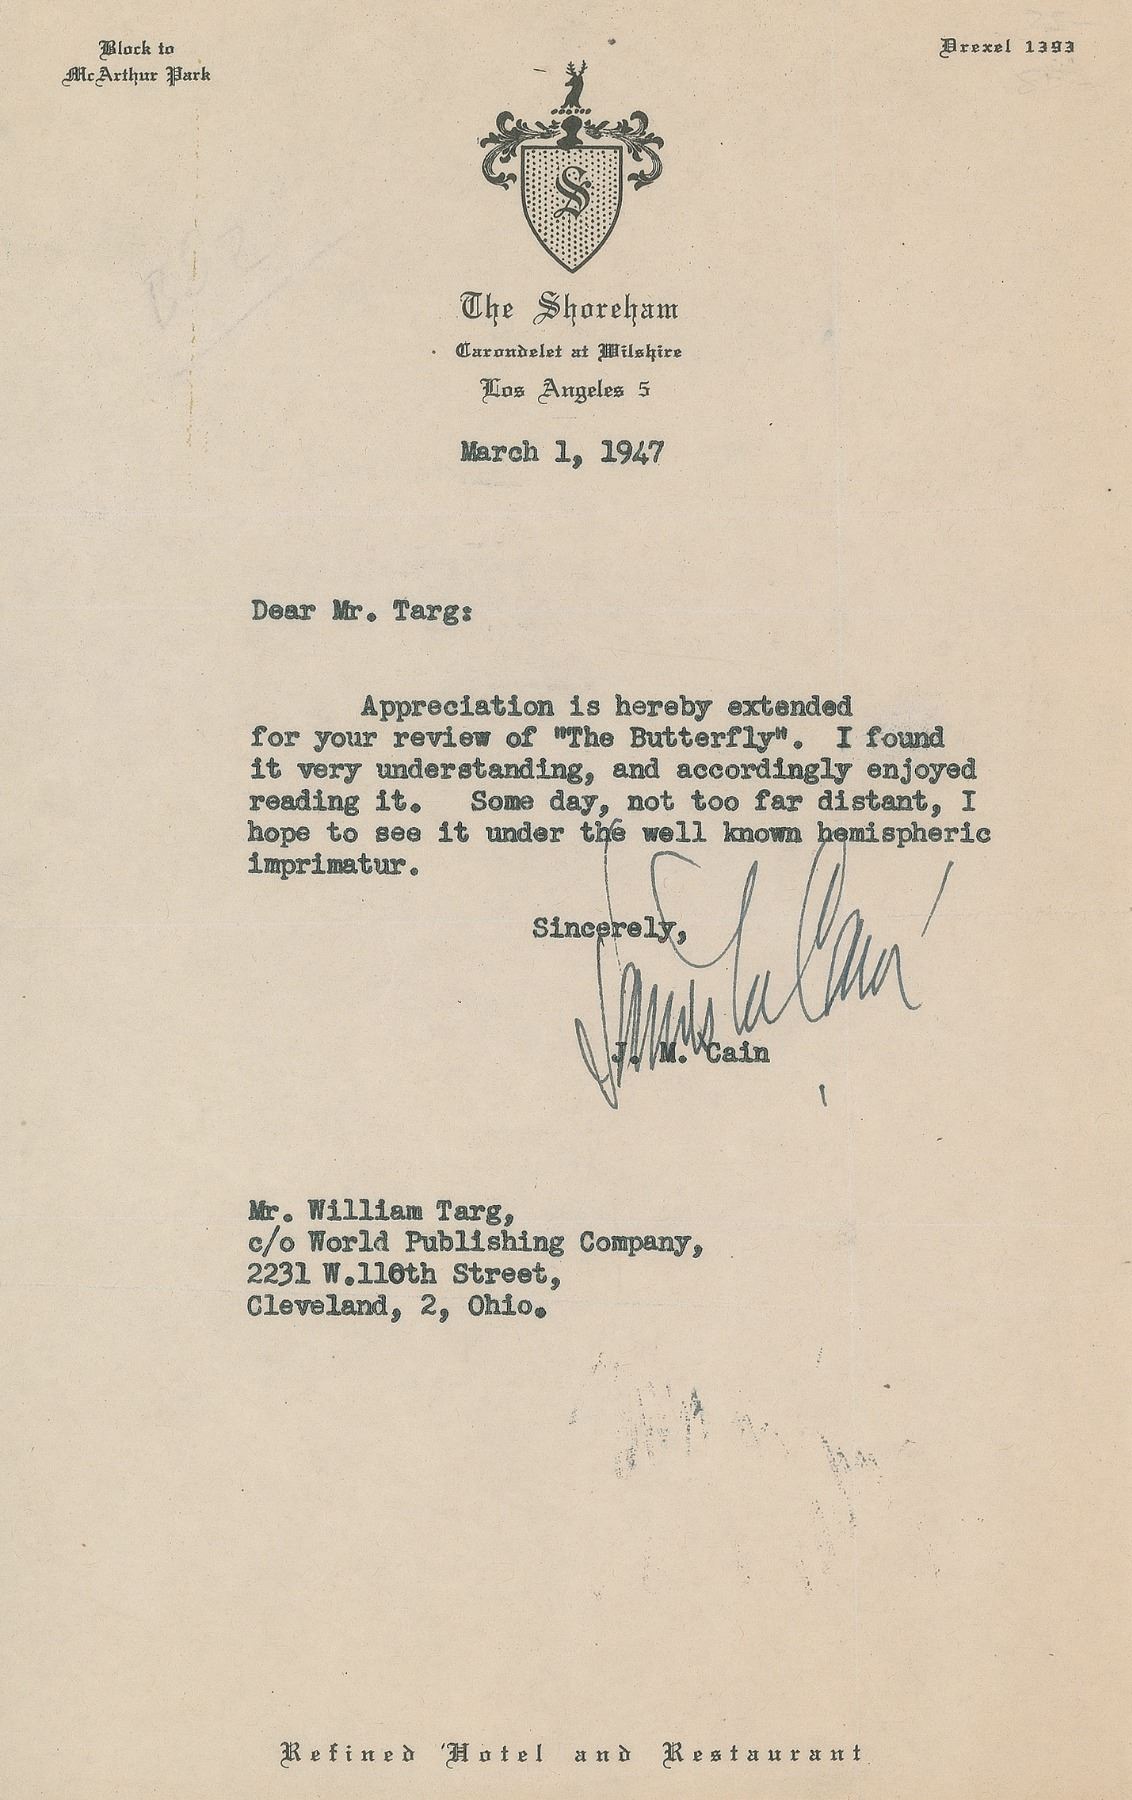 Block to
McArthur Park
Drexel 1393
S
The Shoreham
Carondelet at Wilshire
Los Angeles 5
March 1, 1947
Dear Mr. Targ:
Appreciation is hereby extended
for your review of "The Butterfly". I found
it very understanding, and accordingly enjoyed
reading it. Some day, not too far distant, I
hope to see it under the well known hemispheric
imprimatur.
Sincerely,
James M. Cain
J. M. Cain
Mr. William Targ,
c/o World Publishing Company,
2231 W.110th Street,
Cleveland, 2, Ohio.
Refined Hotel and Restaurant